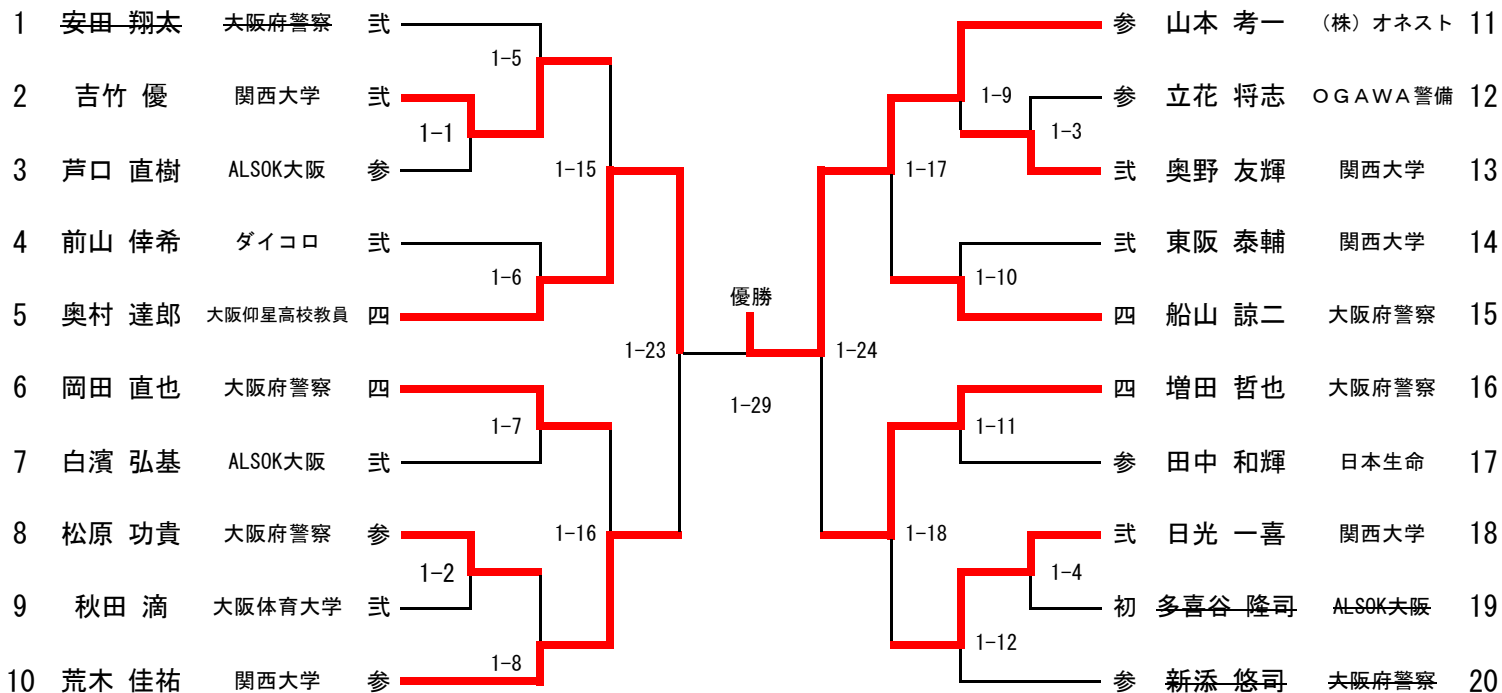 1 安田 翔太 大阪府警察 弐
2 吉竹 優 関西大学 弐
3 芦口 直樹 ALSOK大阪 参
4 前山 倖希 ダイコロ 弐
5 奥村 達郎 大阪仰星高校教員 四
6 岡田 直也 大阪府警察 四
7 白濱 弘基 ALSOK大阪 弐
8 松原 功貴 大阪府警察 参
9 秋田 滴 大阪体育大学 弐
10 荒木 佳祐 関西大学 参
1-5
1-1
1-15
1-6
1-23
1-7
1-16
1-2
1-8
優勝
1-29
1-9
1-3
1-17
1-10
1-24
1-11
1-18
1-4
1-12
参 山本 考一 (株)オネスト 11
参 立花 将志 OGAWA警備 12
弐 奥野 友輝 関西大学 13
弐 東阪 泰輔 関西大学 14
四 船山 諒二 大阪府警察 15
四 増田 哲也 大阪府警察 16
参 田中 和輝 日本生命 17
弐 日光 一喜 関西大学 18
初 多喜谷 隆司 ALSOK大阪 19
参 新添 悠司 大阪府警察 20